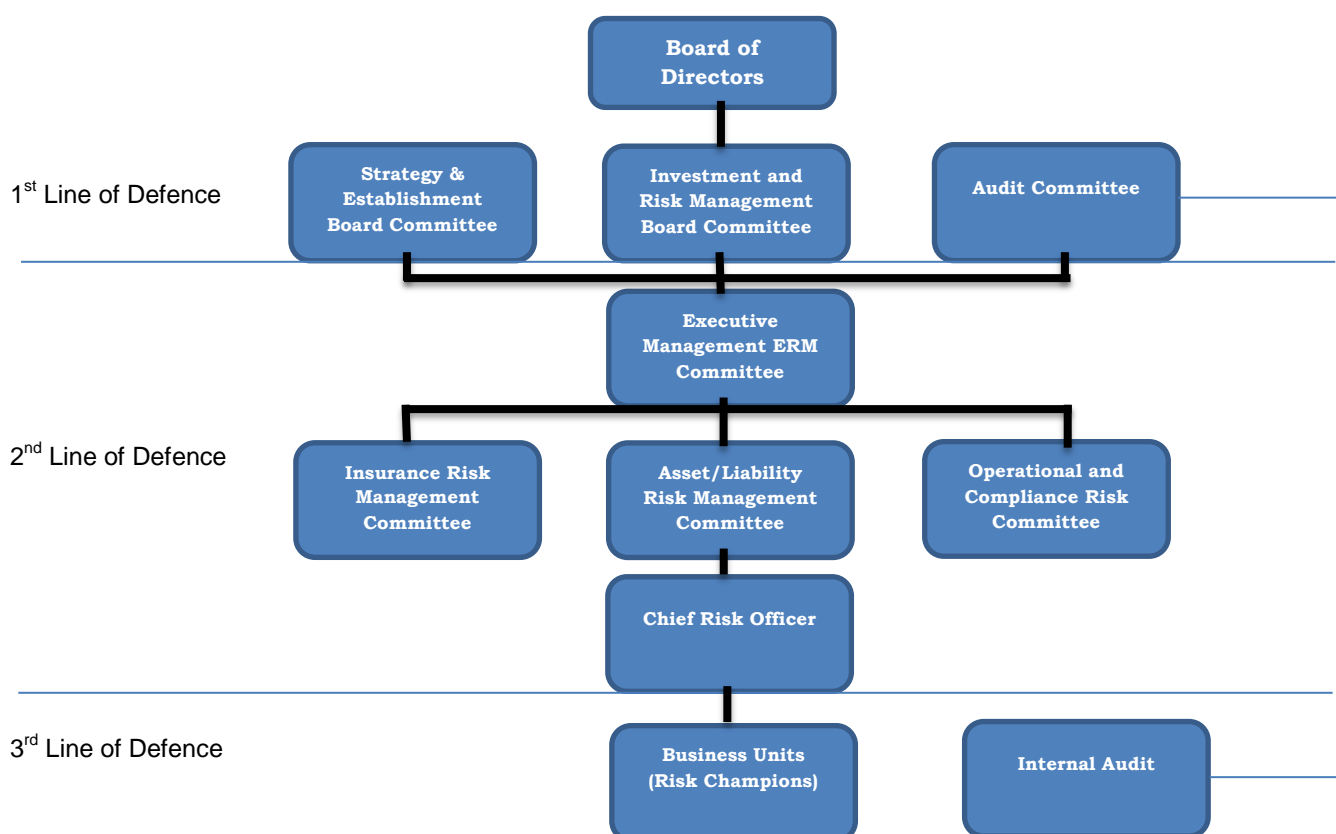 Board of
Directors
1st Line of Defence
Strategy &
Establishment
Board Committee
Investment and
Risk Management
Board Committee
Audit Committee
Executive
Management ERM
Committee
2nd Line of Defence
Insurance Risk
Management
Committee
Asset/Liability
Risk Management
Committee
Operational and
Compliance Risk
Committee
Chief Risk Officer
3rd Line of Defence
Business Units
(Risk Champions)
Internal Audit